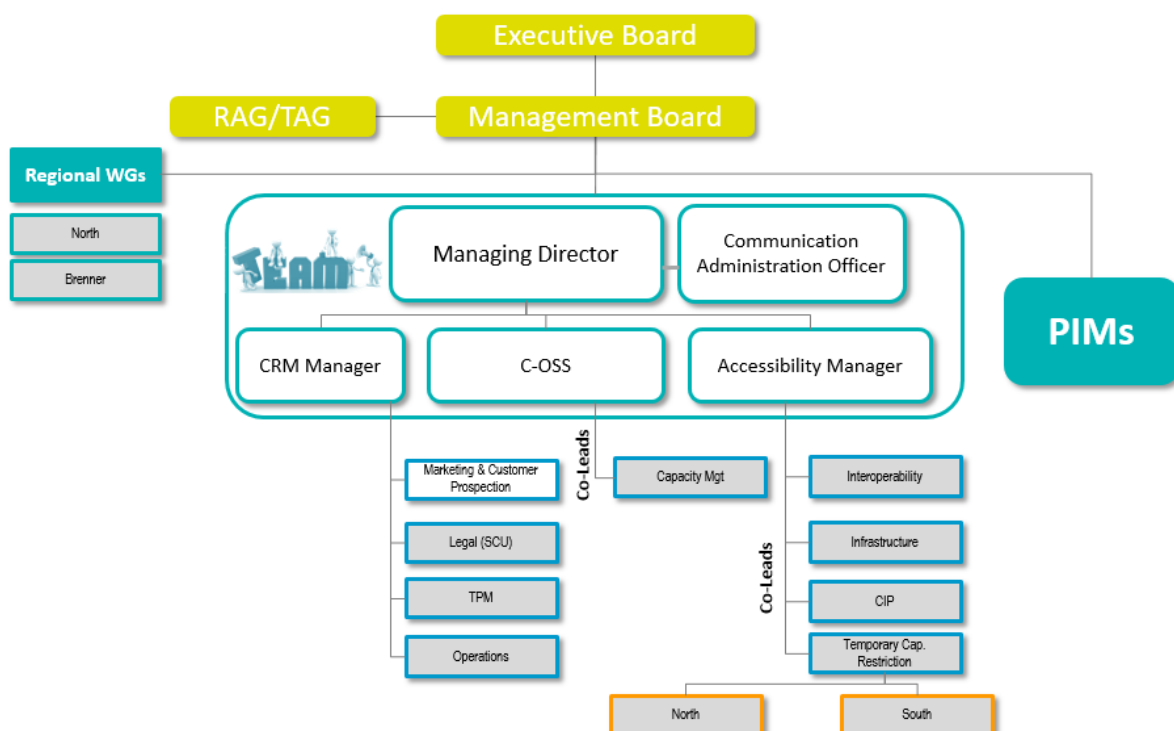 Executive Board
RAG/TAG
Management Board
Regional WGs
North
Brenner
TEAM
Managing Director
Communication
Administration Officer
PIMs
CRM Manager
C-OSS
Accessibility Manager
Co-Leads
Marketing & Customer
Prospection
Legal (SCU)
TPM
Operations
Capacity Mgt
Co-Leads
Interoperability
Infrastructure
CIP
Temporary Cap.
Restriction
North
South